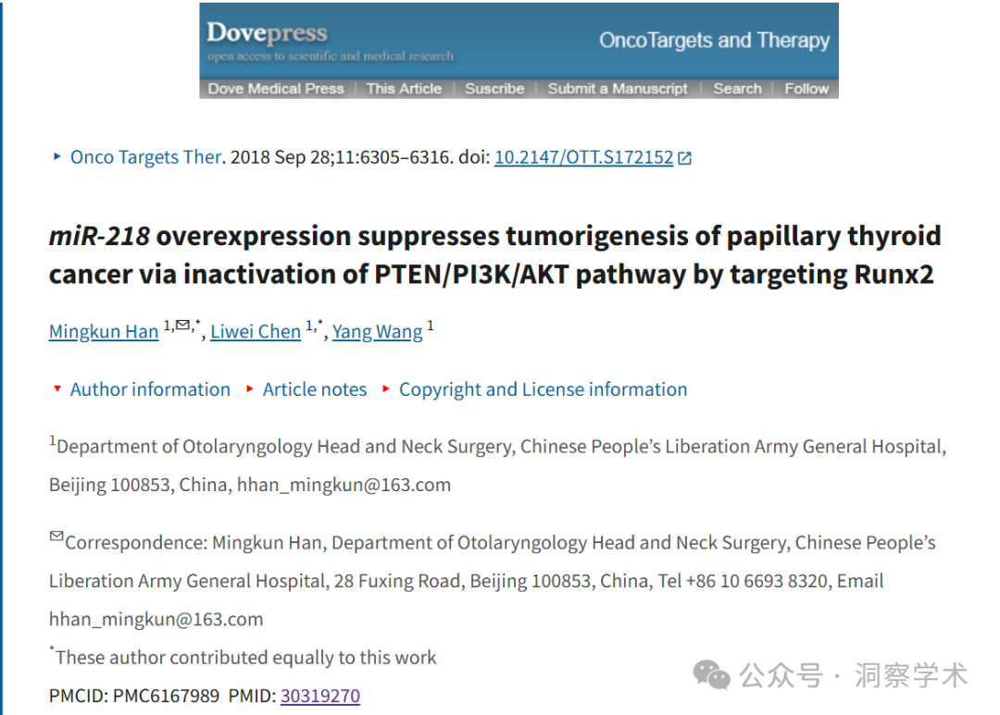 Dovepress
open access to scientific and medical research
OncoTargets and Therapy
Dove Medical Press | This Article | Suscribe | Submit a Manuscript | Search | Follow
Onco Targets Ther. 2018 Sep 28;11:6305–6316. doi: 10.2147/OTT.S172152
miR-218 overexpression suppresses tumorigenesis of papillary thyroid
cancer via inactivation of PTEN/PI3K/AKT pathway by targeting Runx2
Mingkun Han 1,✉,*, Liwei Chen 1,*, Yang Wang 1
Author information Article notes Copyright and License information
1Department of Otolaryngology Head and Neck Surgery, Chinese People’s Liberation Army General Hospital,
Beijing 100853, China, hhan_mingkun@163.com
✉Correspondence: Mingkun Han, Department of Otolaryngology Head and Neck Surgery, Chinese People’s
Liberation Army General Hospital, 28 Fuxing Road, Beijing 100853, China, Tel +86 10 6693 8320, Email
hhan_mingkun@163.com
*These author contributed equally to this work
PMCID: PMC6167989 PMID: 30319270
公众号 · 洞察学术